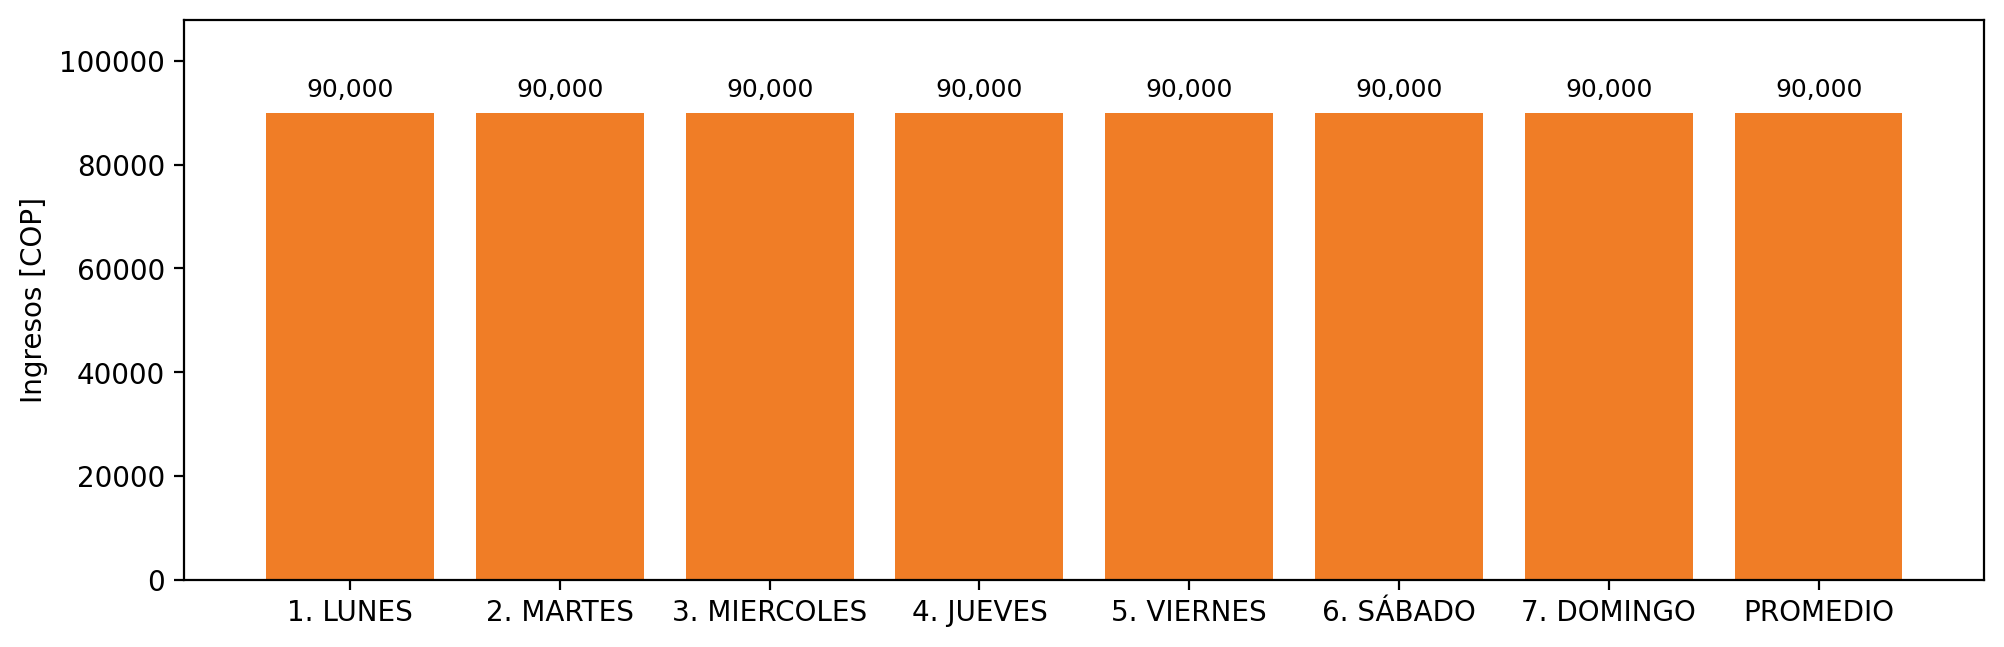 Ingresos [COP]
100000
80000
60000
40000
20000
0
90,000 90,000 90,000 90,000 90,000 90,000 90,000 90,000
1. LUNES 2. MARTES 3. MIERCOLES 4. JUEVES 5. VIERNES 6. SÁBADO 7. DOMINGO PROMEDIO